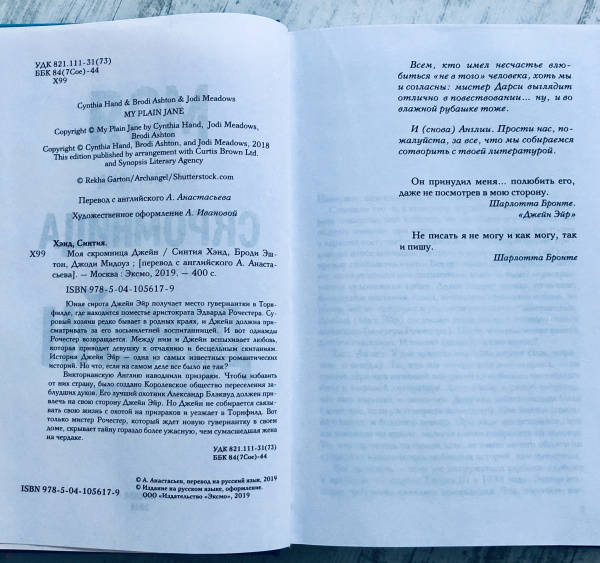 УДК 821.111-31(73)
ББК 84(7Сое)-44
Х99
Cynthia Hand & Brodi Ashton & Jodi Meadows
MY PLAIN JANE
Copyright © My Plain Jane by Cynthia Hand, Jodi Meadows,
Brodi Ashton
Copyright © Cynthia Hand, Brodi Ashton, and Jodi Meadows, 2018
This edition published by arrangement with Curtis Brown Ltd.
and Synopsis Literary Agency
© Rekha Garton/Archangel/Shutterstock.com
Перевод с английского А. Анастасьева
Художественное оформление А. Ивановой
Хэнд, Синтия.
Х99 Моя скромница Джейн / Синтия Хэнд, Броди Эш-
тон, Джоди Мидоуз ; [перевод с английского А. Анаста-
сьева]. — Москва : Эксмо, 2019. — 400 с.
ISBN 978-5-04-105617-9
Юная сирота Джейн Эйр получает место гувернантки в Торн-
филде, где находится поместье аристократа Эдварда Рочестера. Су-
ровый хозяин редко бывает в родных краях, и Джейн должна при-
сматривать за его восьмилетней воспитанницей. И вот однажды
Рочестер возвращается. Между ним и Джейн вспыхивает любовь,
которая приводит девушку к отчаянию и бесцельным скитаниям.
История Джейн Эйр — одна из самых известных романтических
историй. Но что, если на самом деле все было не так?
Викторианскую Англию наводнили призраки. Чтобы избавить
от них страну, было создано Королевское общество переселения за-
блудших духов. Его лучший охотник Александр Блэквуд должен при-
влечь на свою сторону Джейн Эйр. Но Джейн не собирается связы-
вать свою жизнь с охотой на призраков и уезжает в Торнфилд. Вот
только мистер Рочестер, который ждет новую гувернантку в своем
доме, скрывает тайну гораздо более ужасную, чем сумасшедшая жена
на чердаке.
УДК 821.111-31(73)
ББК 84(7Сое)-44
© А. Анастасьев, перевод на русский язык, 2019
© Издание на русском языке, оформление.
ISBN 978-5-04-105617-9 ООО «Издательство «Эксмо», 2019
Всем, кто имел несчастье влю-
биться «не в того» человека, хоть мы
и согласны: мистер Дарси выглядит
отлично в повествовании... ну, и во
влажной рубашке тоже.
И (снова) Англии. Прости нас, по-
жалуйста, за все, что мы собираемся
сотворить с твоей литературой.
Он принудил меня... полюбить его,
даже не посмотрев в мою сторону.
Шарлотта Бронте.
«Джейн Эйр»
Не писать я не могу и как могу, так
и пишу.
Шарлотта Бронте